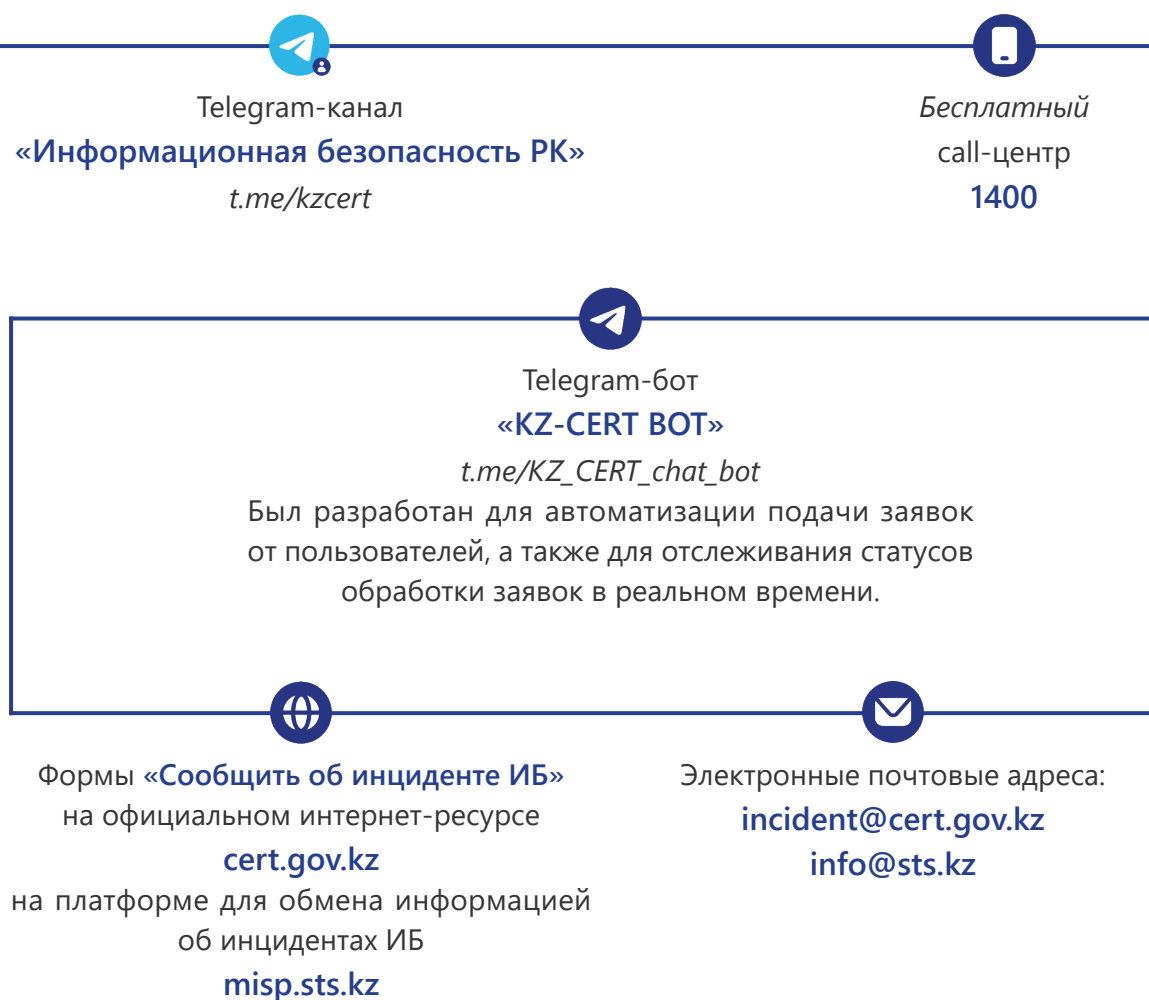 Telegram-канал
«Информационная безопасность РК»
t.me/kzcert
Бесплатный
call-центр
1400
Telegram-бот
«KZ-CERT BOT»
t.me/KZ_CERT_chat_bot
Был разработан для автоматизации подачи заявок
от пользователей, а также для отслеживания статусов
обработки заявок в реальном времени.
Формы «Сообщить об инциденте ИБ»
на официальном интернет-ресурсе
cert.gov.kz
на платформе для обмена информацией
об инцидентах ИБ
misp.sts.kz
Электронные почтовые адреса:
incident@cert.gov.kz
info@sts.kz